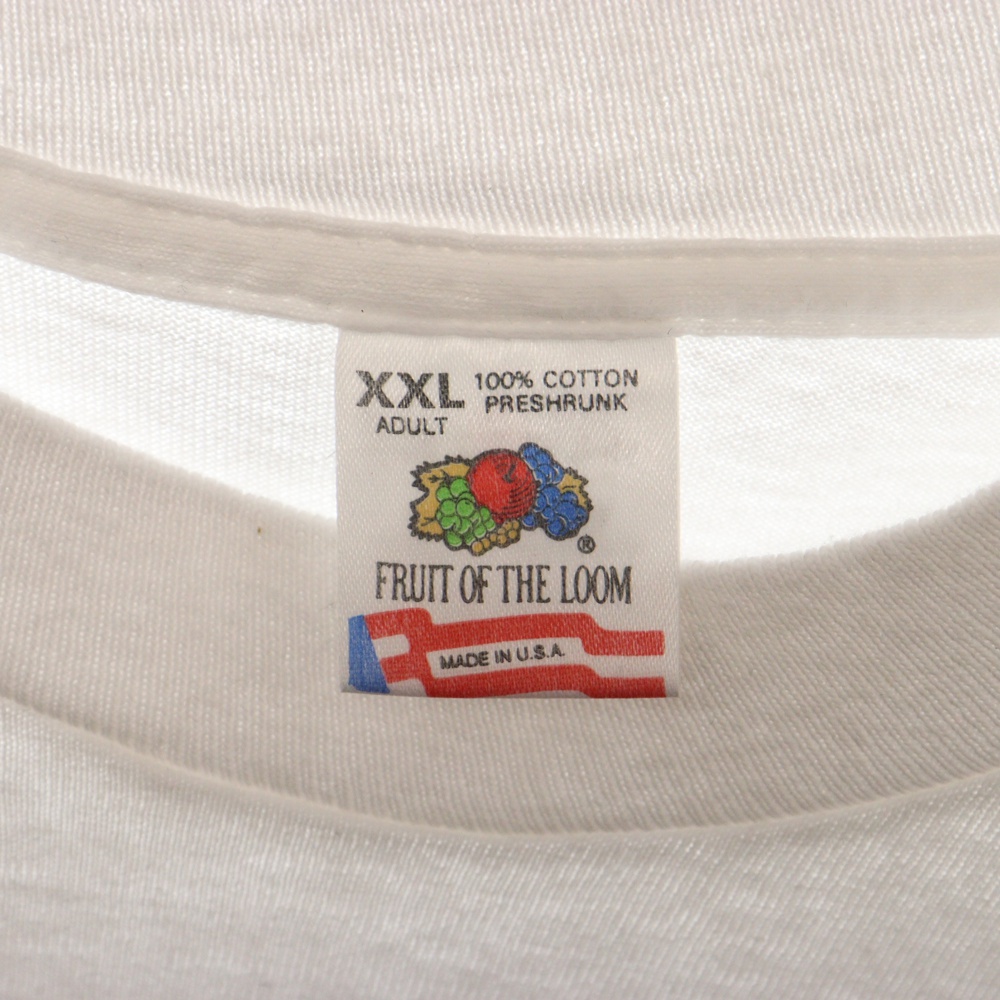 XXL 100% COTTON
ADULT PRESHRUNK
®
FRUIT OF THE LOOM
MADE IN U.S.A.